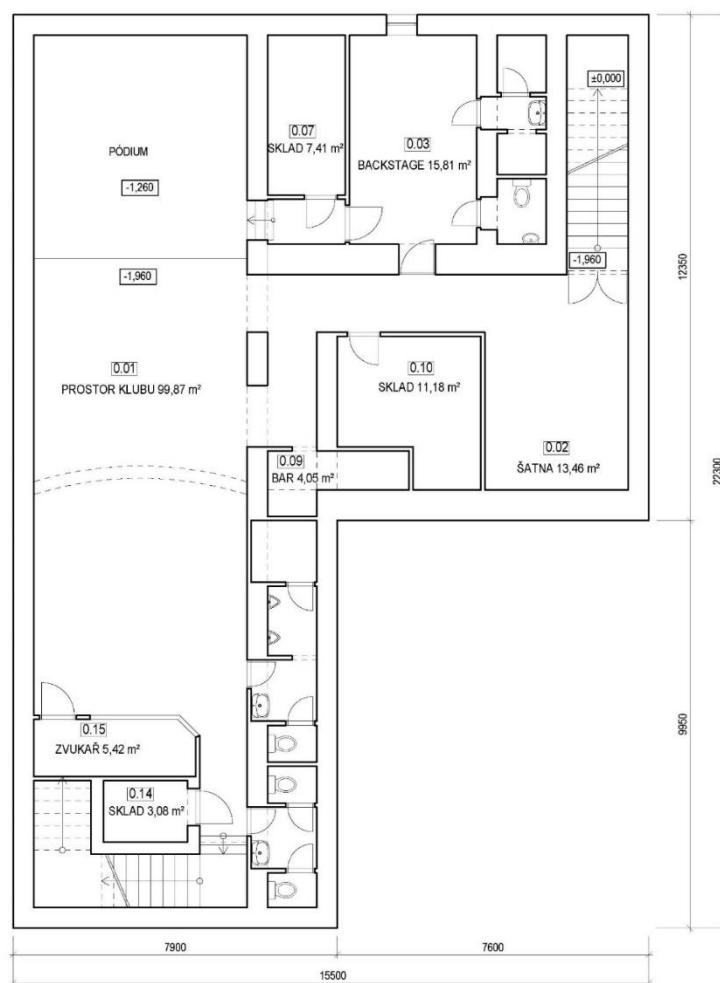 ±0,000
0.07
SKLAD 7,41 m²
0.03
BACKSTAGE 15,81 m²
PÓDIUM
-1,260
-1,960
-1,960
12350
0.01
PROSTOR KLUBU 99,87 m²
0.10
SKLAD 11,18 m²
0.02
ŠATNA 13,46 m²
0.09
BAR 4,05 m²
22300
9950
0.15
ZVUKAŘ 5,42 m²
0.14
SKLAD 3,08 m²
7900
7600
15500